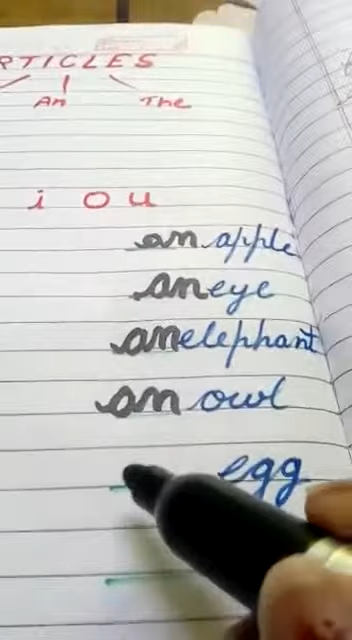 RTICLES
An The
i o u
an apple
an eye
an elephant
an owl
egg